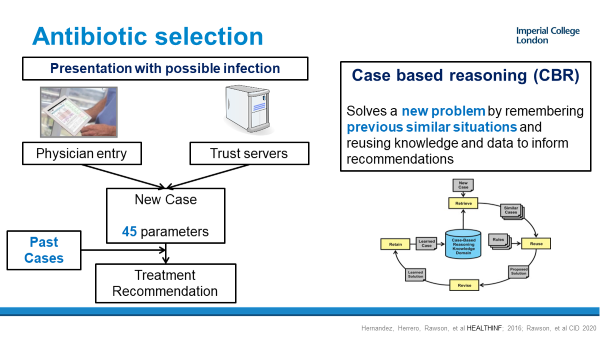 Antibiotic selection
Imperial College
London
Presentation with possible infection
Physician entry
Trust servers
New Case
45 parameters
Past
Cases
Treatment
Recommendation
Case based reasoning (CBR)
Solves a new problem by remembering
previous similar situations and
reusing knowledge and data to inform
recommendations
New
Case
Retrieve
Similar
Cases
Retain
Learned
Case
Case-Based
Reasoning
Knowledge
Domain
Rules
Reuse
Learned
Solution
Proposed
Solution
Revise
Hernandez, Herrero, Rawson, et al HEALTHINF. 2016; Rawson, et al CID 2020